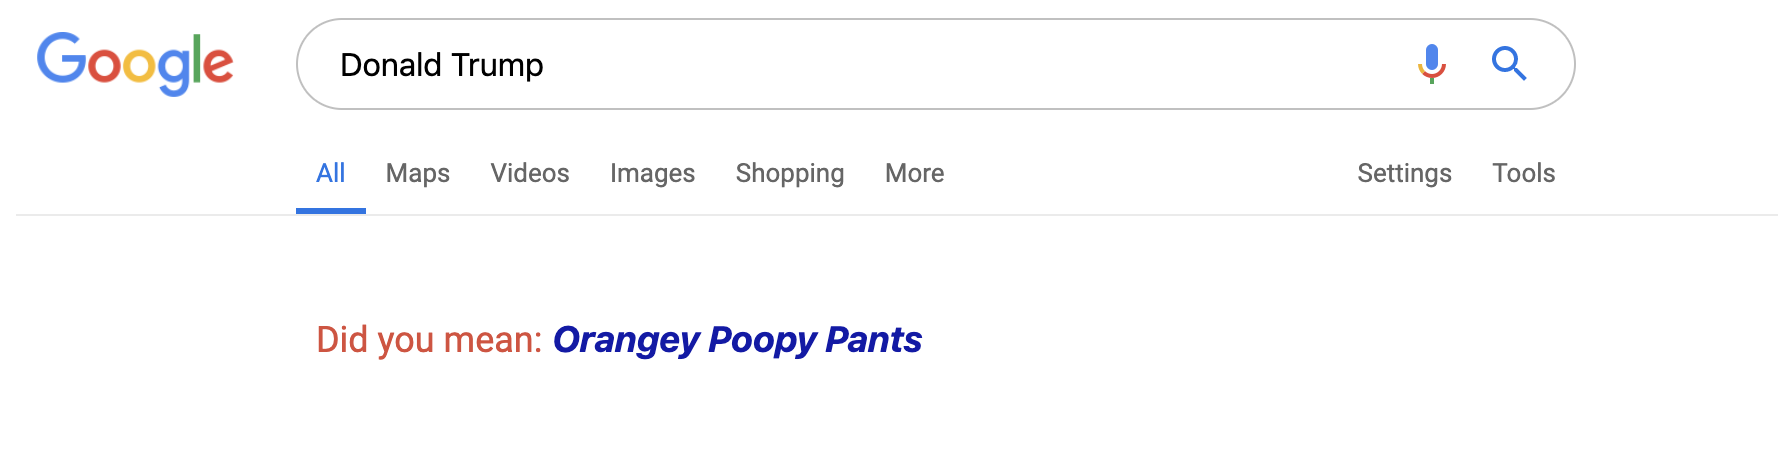 Google Donald Trump
All Maps Videos Images Shopping More Settings Tools
Did you mean: Orangey Poopy Pants